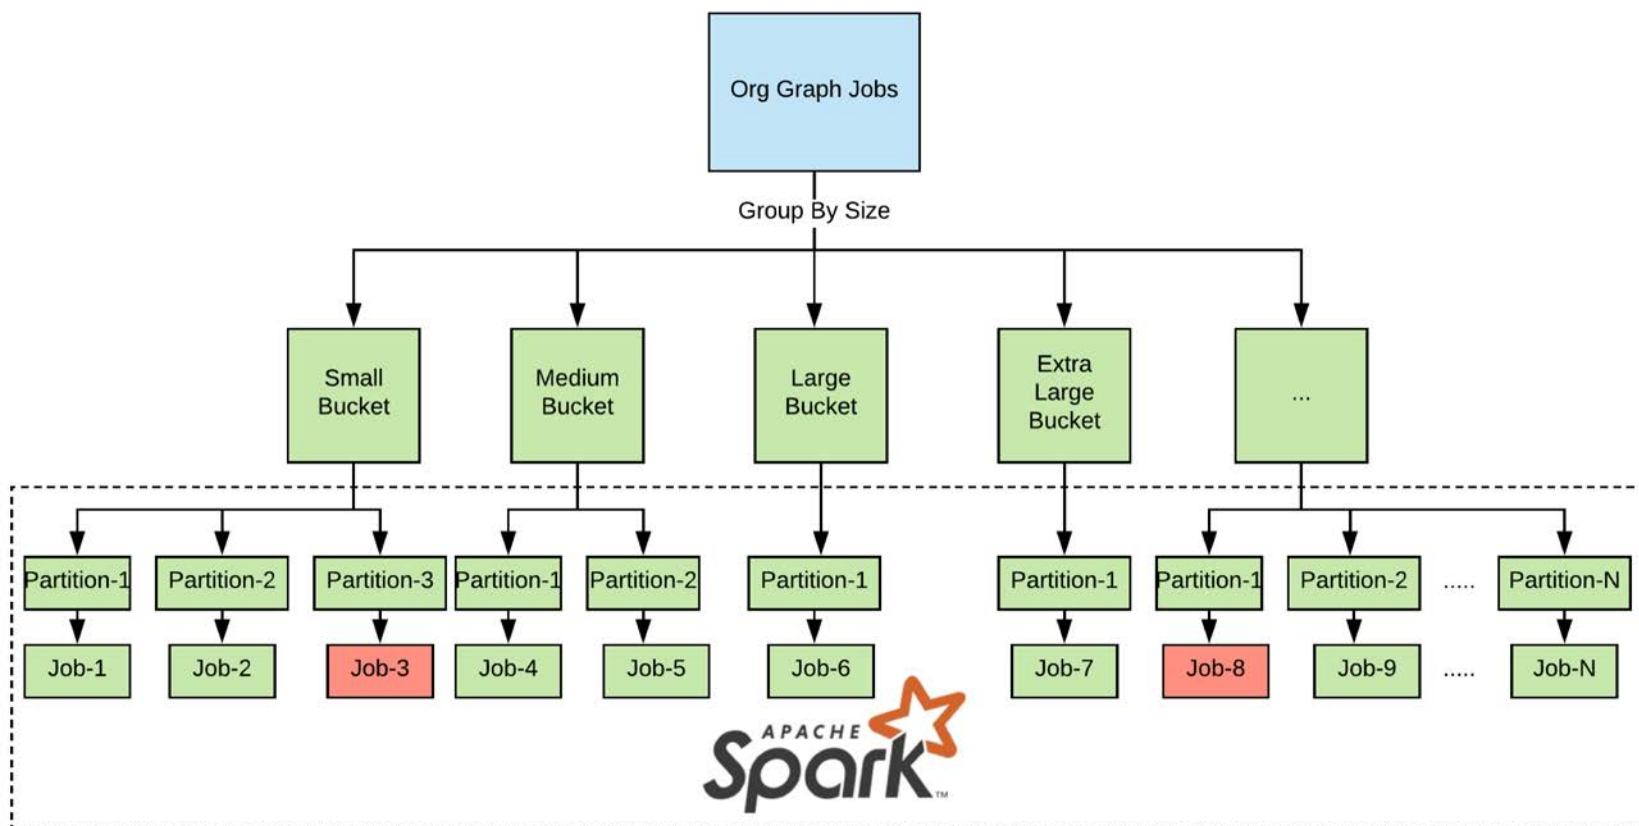 Org Graph Jobs
Group By Size
Small
Bucket
Medium
Bucket
Large
Bucket
Extra
Large
Bucket
...
Partition-1
Partition-2
Partition-3
Partition-1
Partition-2
Partition-1
Partition-1
Partition-1
Partition-2
.....
Partition-N
Job-1
Job-2
Job-3
Job-4
Job-5
Job-6
Job-7
Job-8
Job-9
.....
Job-N
APACHE
Spark™